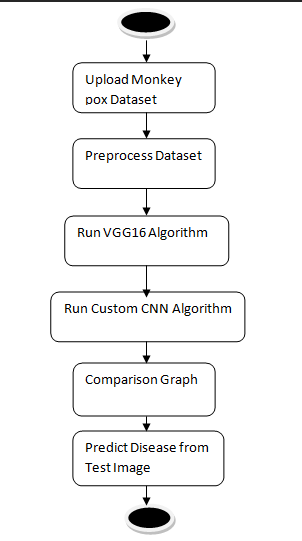 Upload Monkey
pox Dataset
Preprocess Dataset
Run VGG16 Algorithm
Run Custom CNN Algorithm
Comparison Graph
Predict Disease from
Test Image